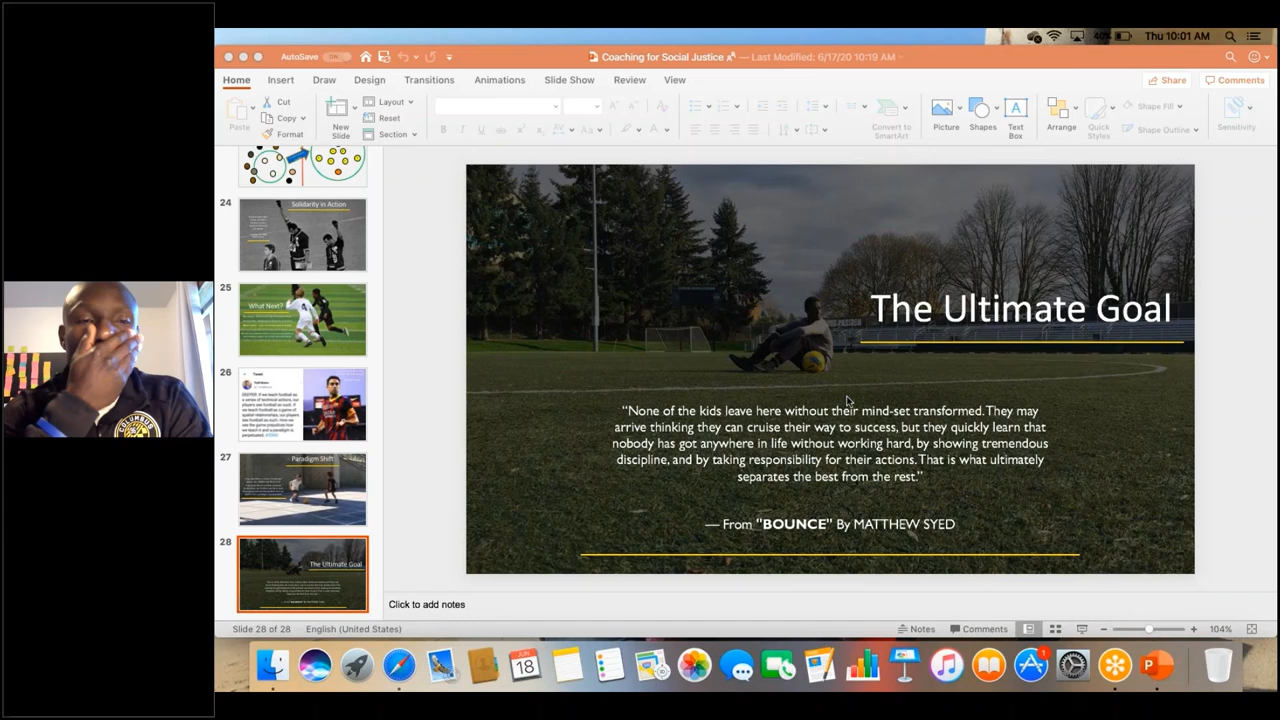 Thu 10:01 AM
AutoSave
Coaching for Social Justice — Last Modified: 6/17/20 10:19 AM
Home Insert Draw Design Transitions Animations Slide Show Review View Share Comments
Paste
Cut
Copy
Format
New Slide
Layout
Reset
Section
Convert to SmartArt
Picture
Shapes
Text Box
Arrange
Quick Styles
Shape Fill
Shape Outline
Sensitivity
24
Solidarity in Action
25
What Next?
26
27
Paradigm Shift
28
The Ultimate Goal
The Ultimate Goal
“None of the kids leave here without their mind-set transformed. They may
arrive thinking they can cruise their way to success, but they quickly learn that
nobody has got anywhere in life without working hard, by showing tremendous
discipline, and by taking responsibility for their actions. That is what ultimately
separates the best from the rest.”
— From "BOUNCE" By MATTHEW SYED
Click to add notes
Slide 28 of 28 English (United States) Notes Comments 104%
COLUMBUS
JUN
18
1